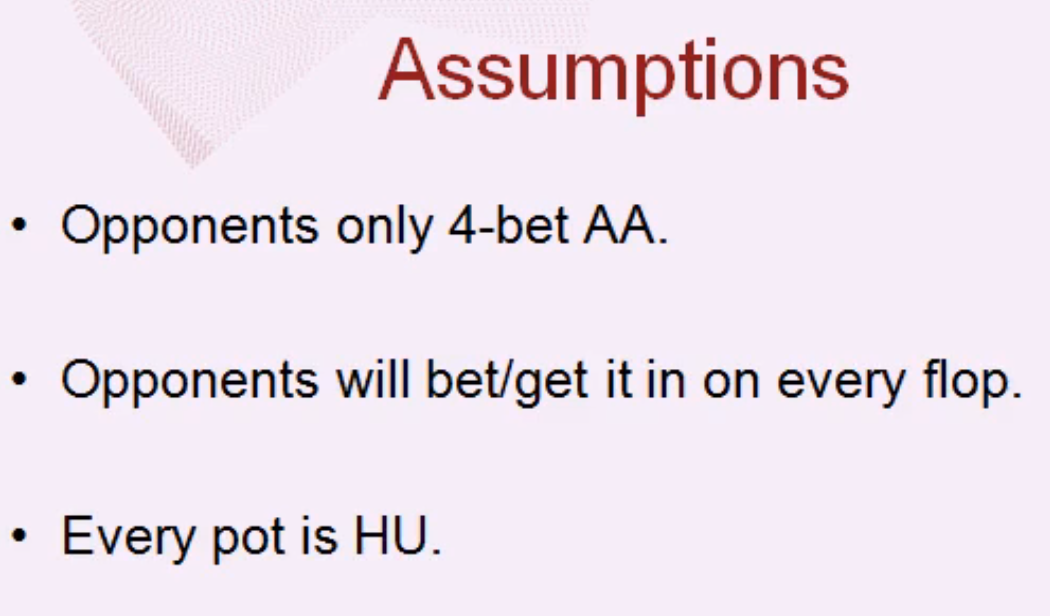 Assumptions
• Opponents only 4-bet AA.
• Opponents will bet/get it in on every flop.
• Every pot is HU.